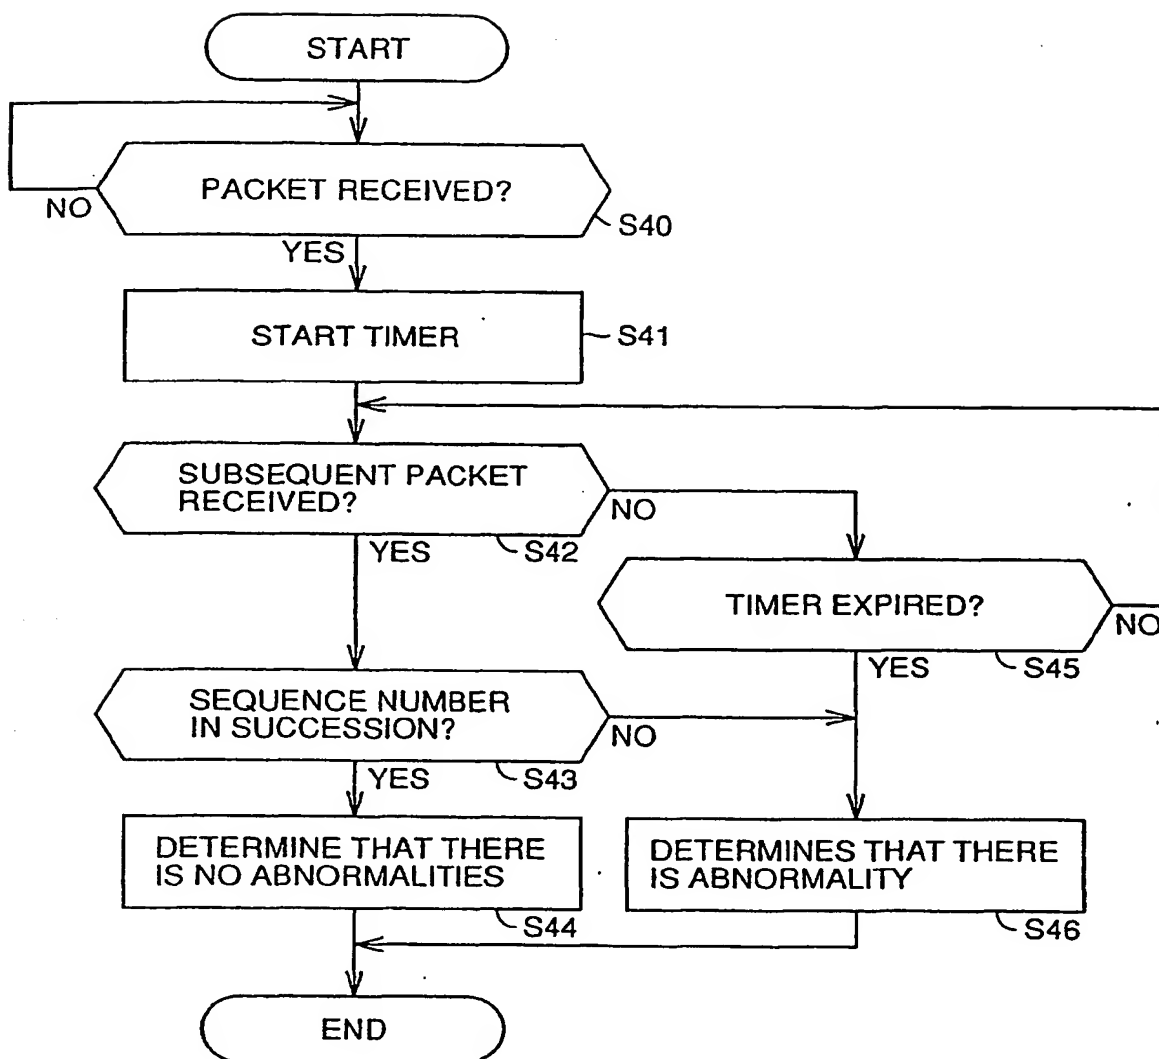 START
PACKET RECEIVED?
NO
S40
YES
START TIMER
S41
SUBSEQUENT PACKET
RECEIVED?
NO
YES
S42
TIMER EXPIRED?
NO
YES
S45
SEQUENCE NUMBER
IN SUCCESSION?
NO
YES
S43
DETERMINE THAT THERE
IS NO ABNORMALITIES
S44
DETERMINES THAT THERE
IS ABNORMALITY
S46
END